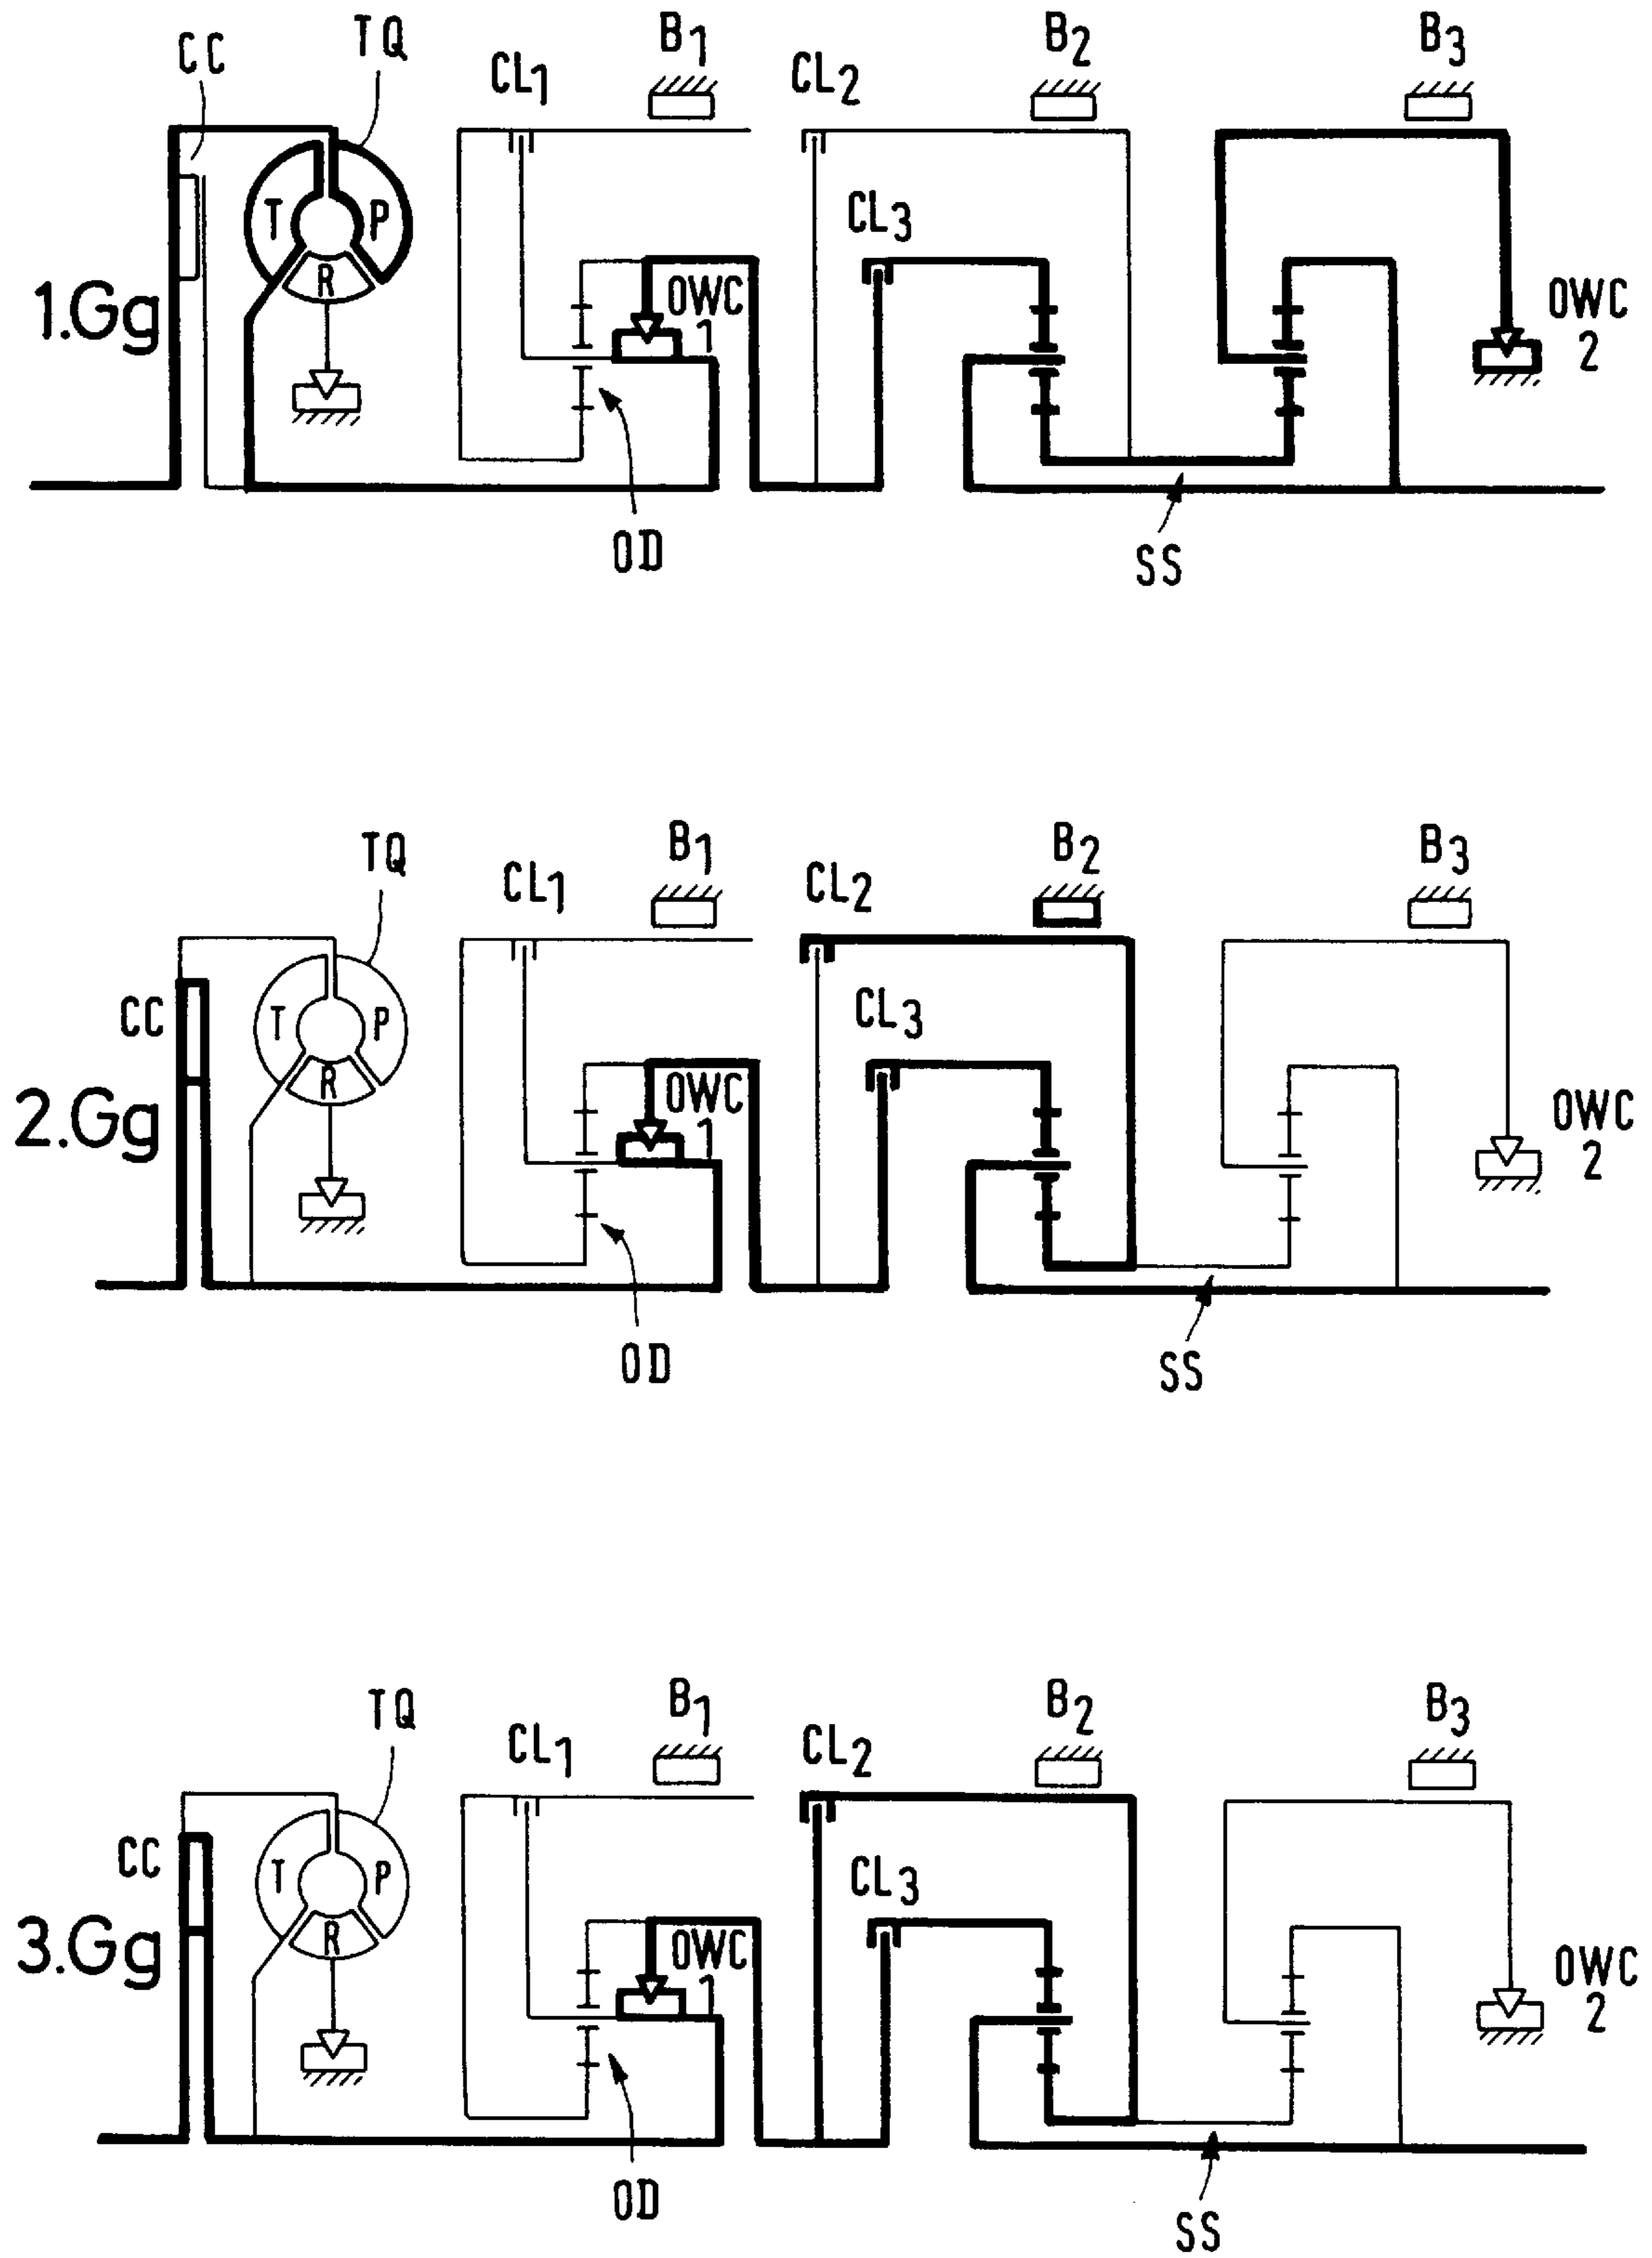 CC TQ CL1 B1 CL2 B2 B3
T P R CL3
1.Gg OWC 1 OWC 2
OD SS
TQ CL1 B1 CL2 B2 B3
CC T P R CL3
2.Gg OWC 1 OWC 2
OD SS
TQ CL1 B1 CL2 B2 B3
CC T P R CL3
3.Gg OWC 1 OWC 2
OD SS